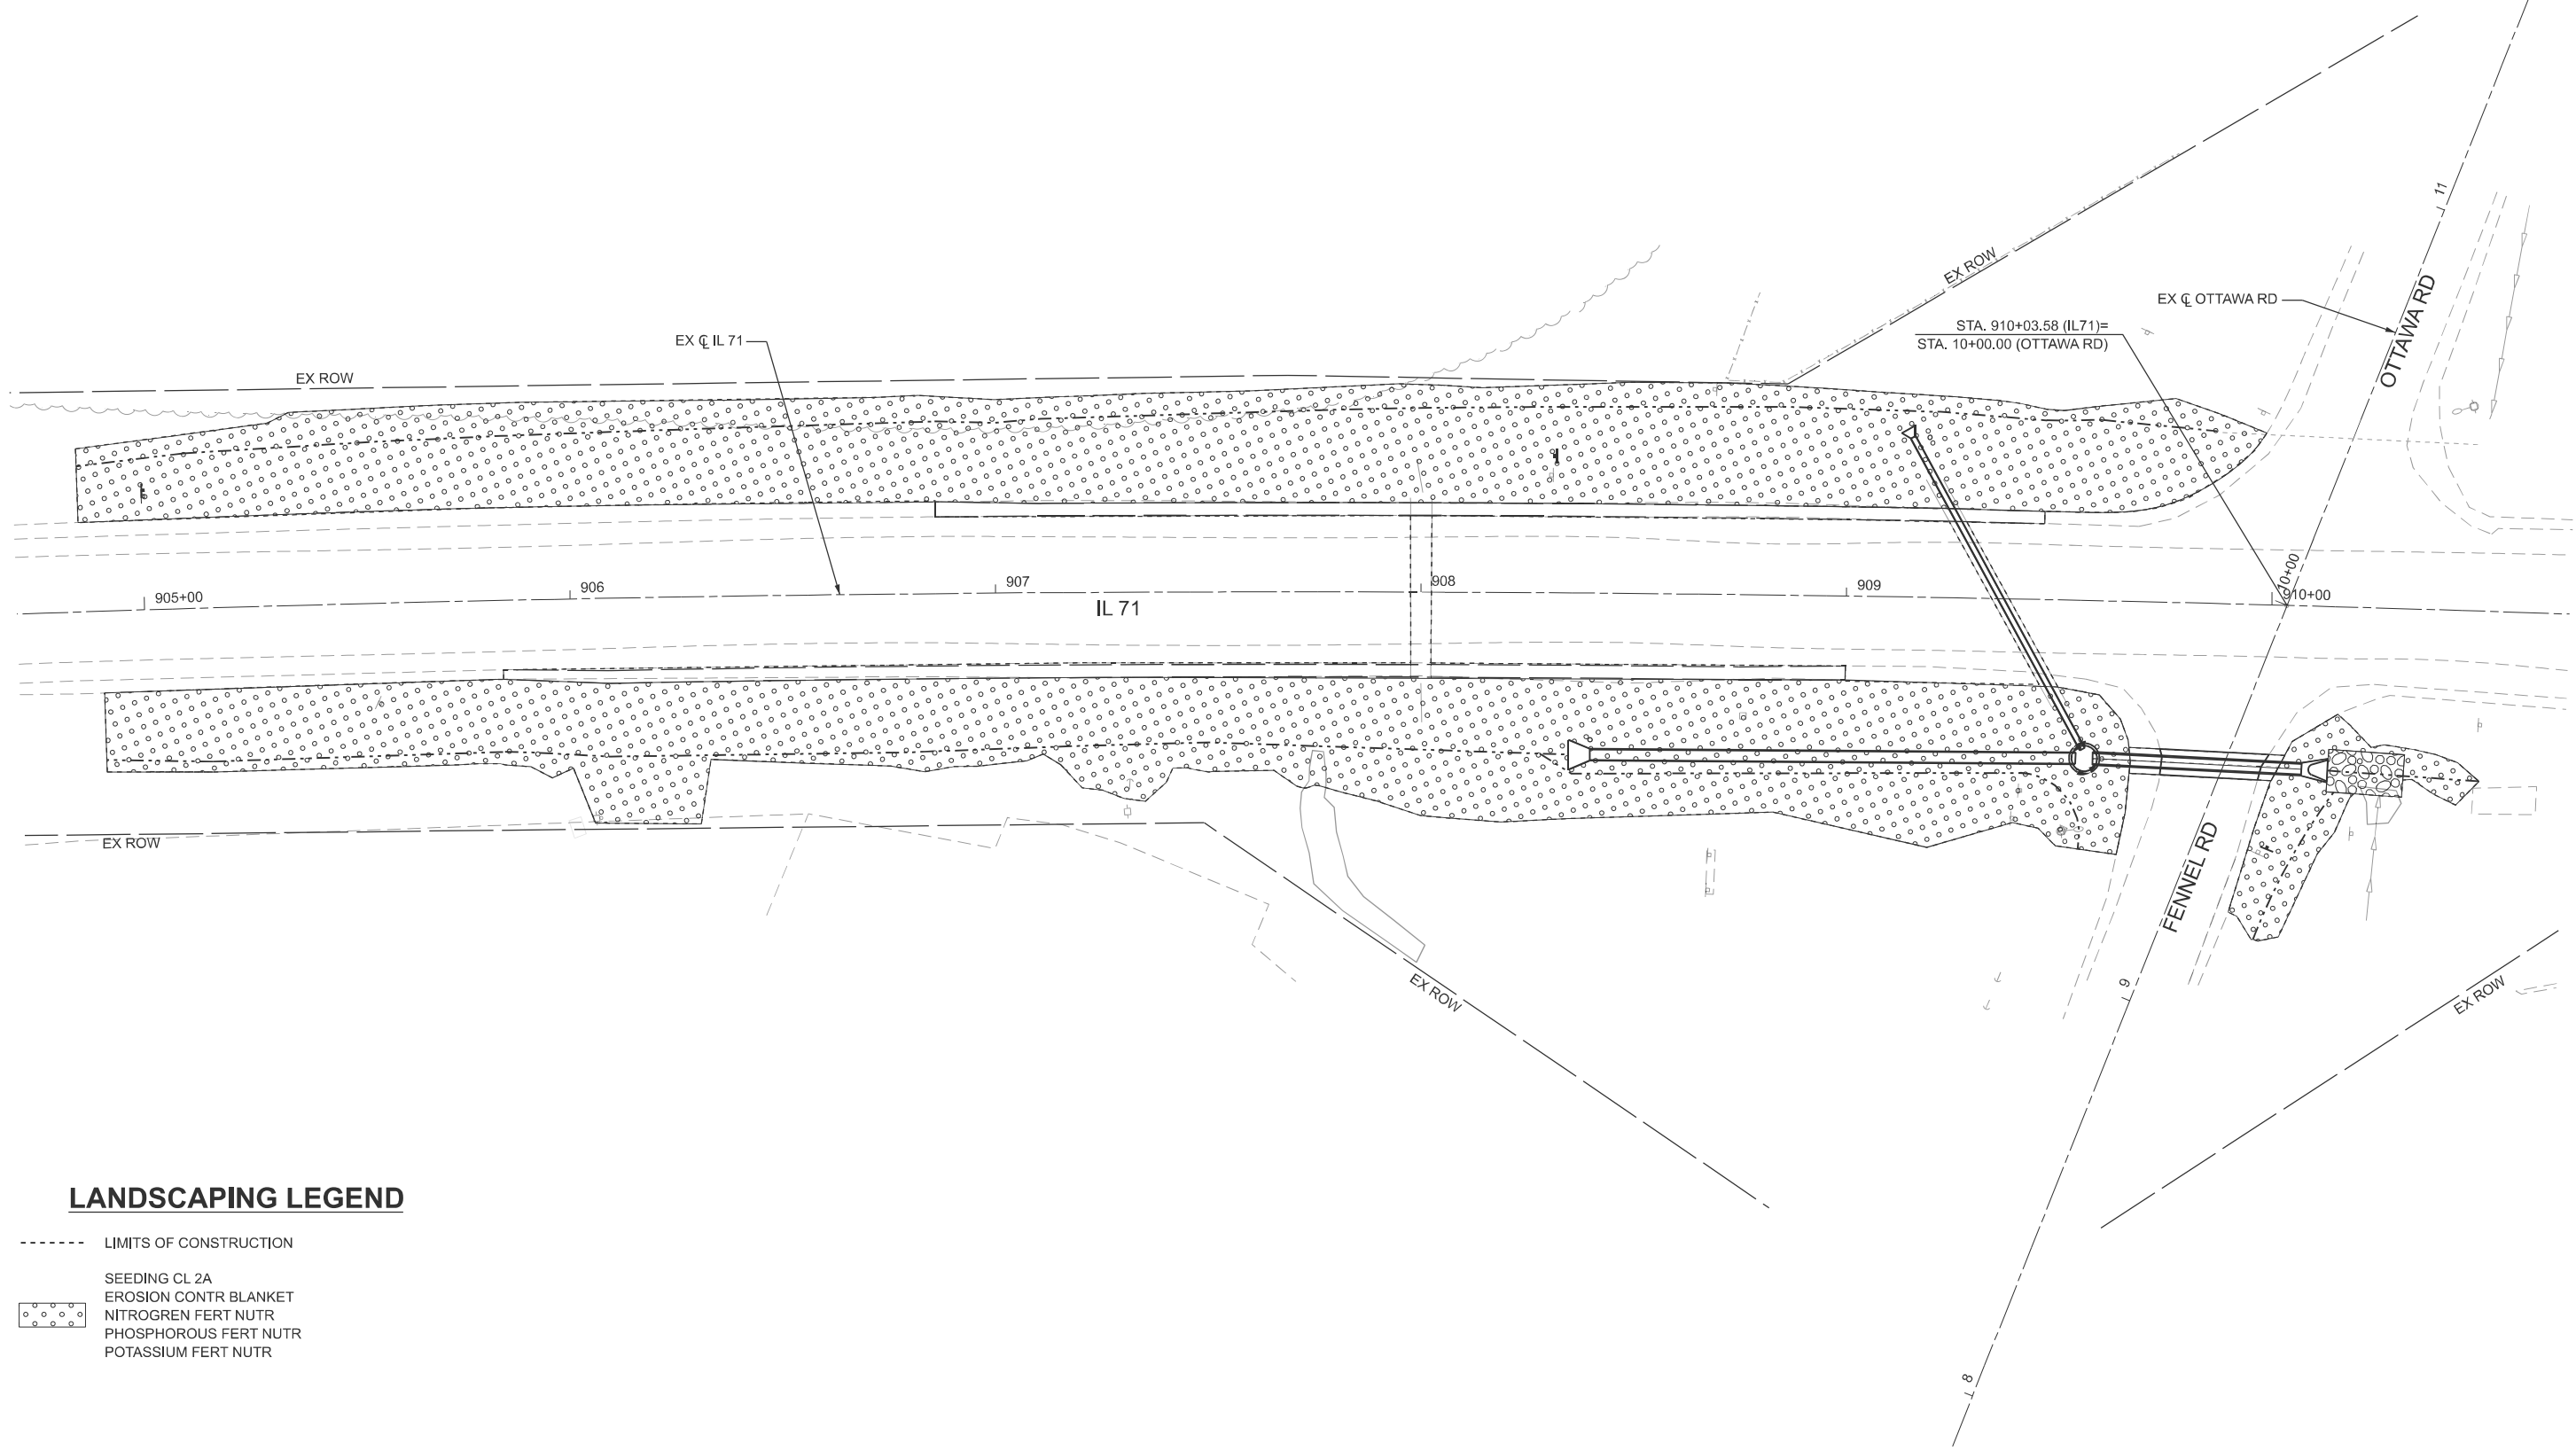 11
EX ROW
EX ℄ OTTAWA RD
OTTAWA RD
STA. 910+03.58 (IL71)=
STA. 10+00.00 (OTTAWA RD)
EX ℄ IL 71
EX ROW
10+00
905+00
906
907
908
909
910+00
IL 71
EX ROW
FENNEL RD
9
EX ROW
EX ROW
8
LANDSCAPING LEGEND
LIMITS OF CONSTRUCTION
SEEDING CL 2A
EROSION CONTR BLANKET
NITROGREN FERT NUTR
PHOSPHOROUS FERT NUTR
POTASSIUM FERT NUTR